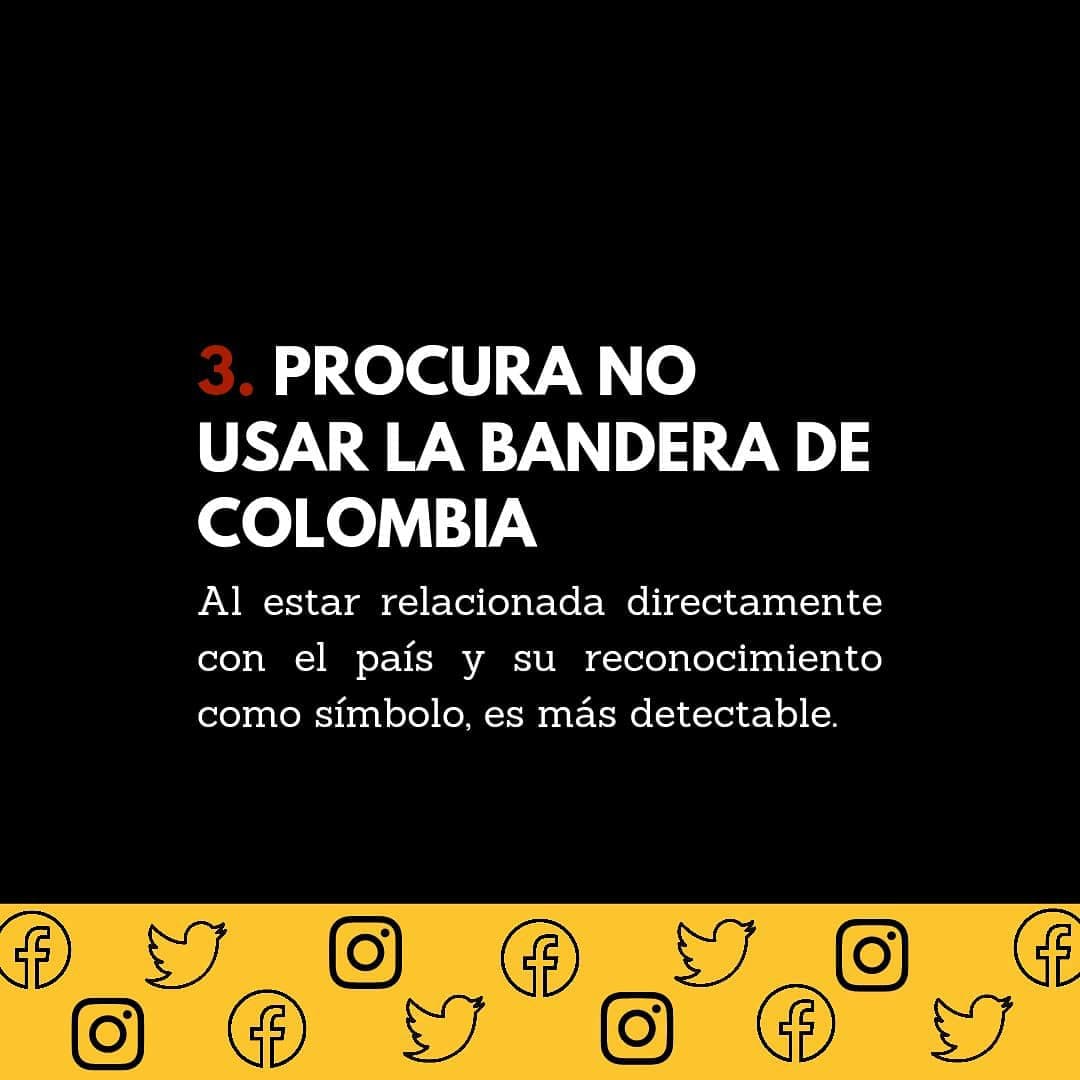 3. PROCURA NO
USAR LA BANDERA DE
COLOMBIA
Al estar relacionada directamente
con el país y su reconocimiento
como símbolo, es más detectable.